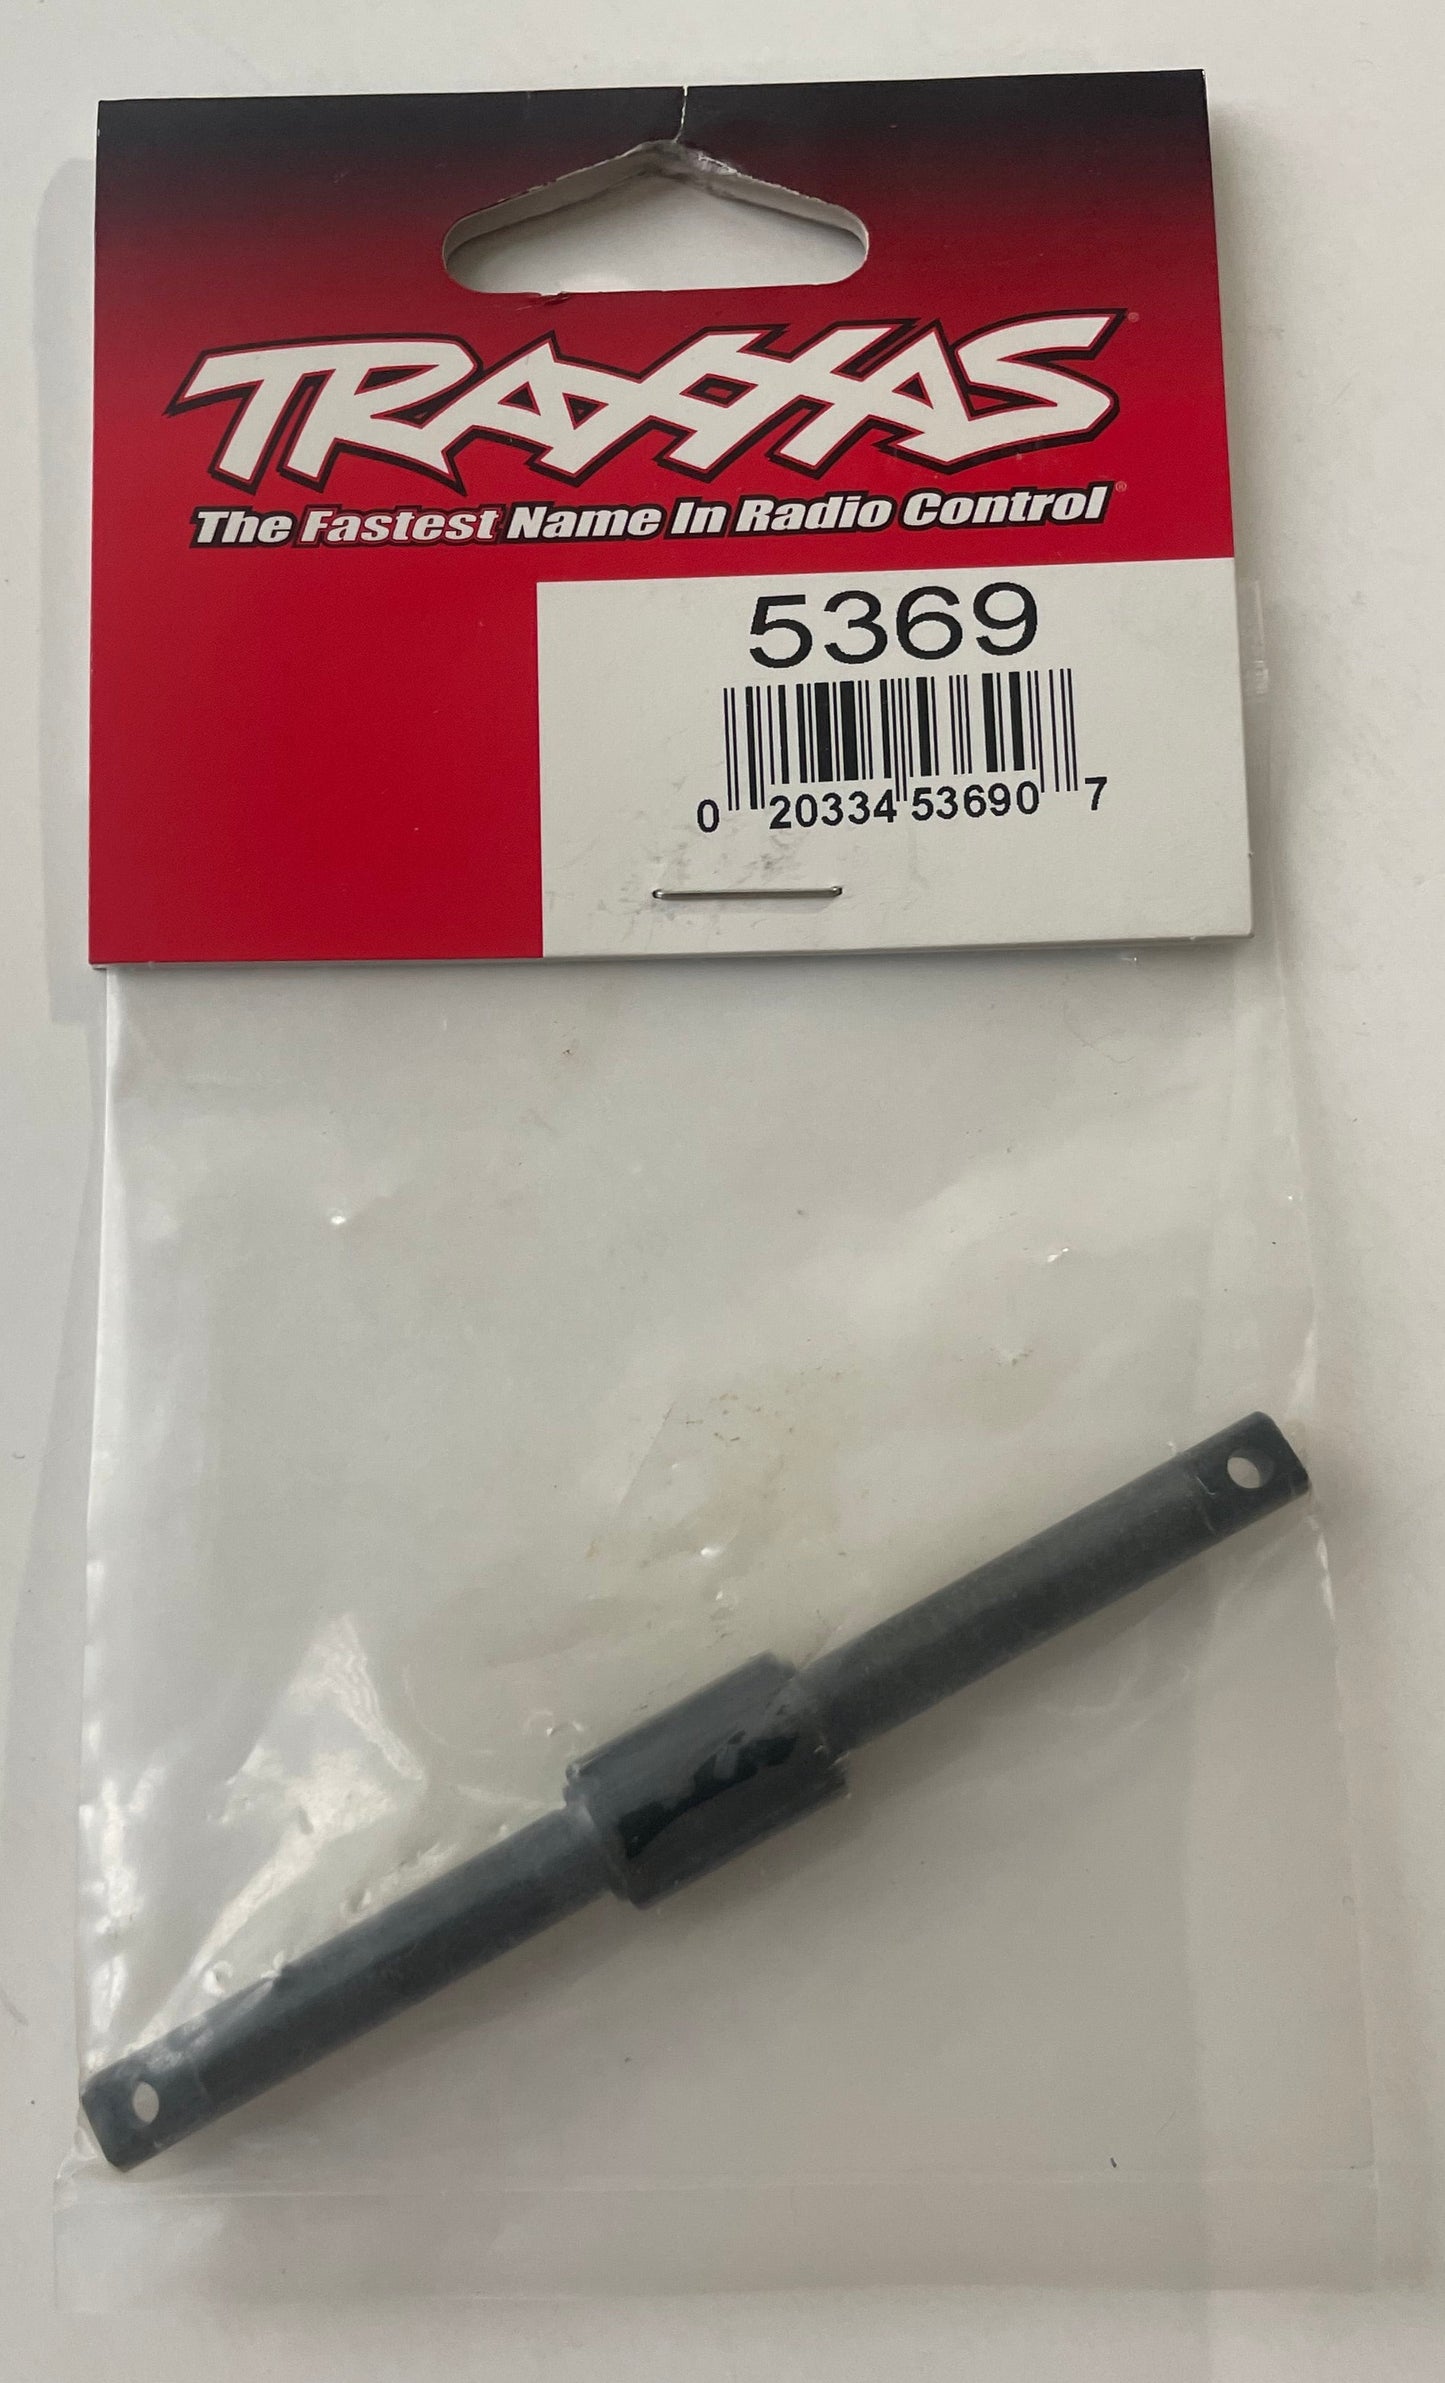 TRAXXAS®
The Fastest Name In Radio Control®
5369
0 20334 53690 7